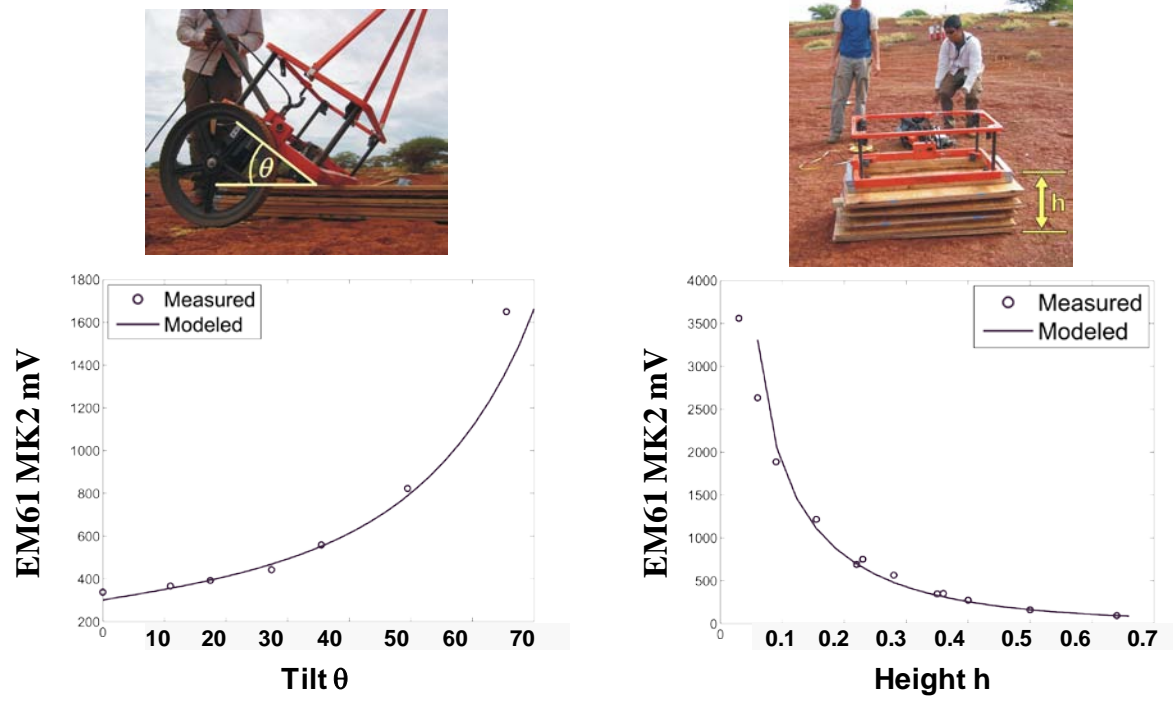 θ
h
1800
1600
1400
1200
1000
800
600
400
200
Measured
Modeled
EM61 MK2 mV
0 10 20 30 40 50 60 70
Tilt θ
4000
3500
3000
2500
2000
1500
1000
500
0
Measured
Modeled
EM61 MK2 mV
0 0.1 0.2 0.3 0.4 0.5 0.6 0.7
Height h